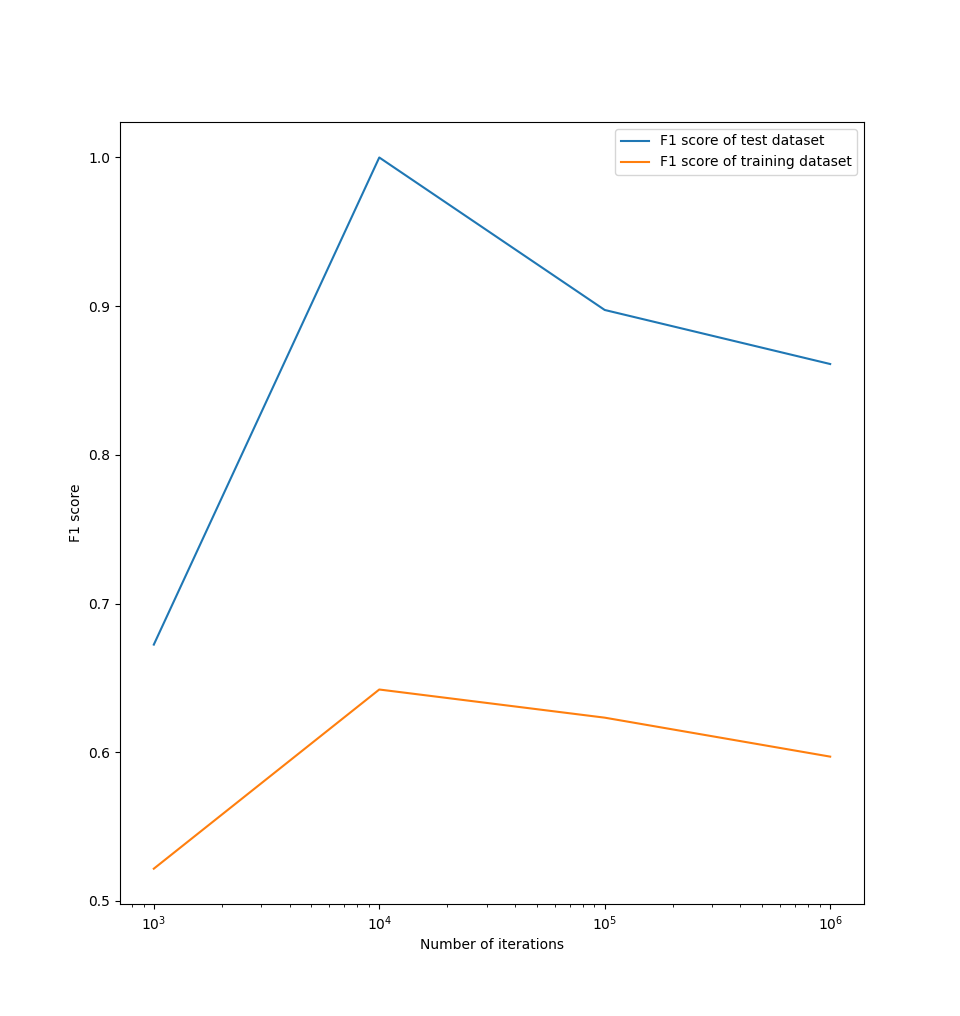 F1 score of test dataset
F1 score of training dataset
1.0
0.9
0.8
0.7
0.6
0.5
F1 score
10³ 10⁴ 10⁵ 10⁶
Number of iterations